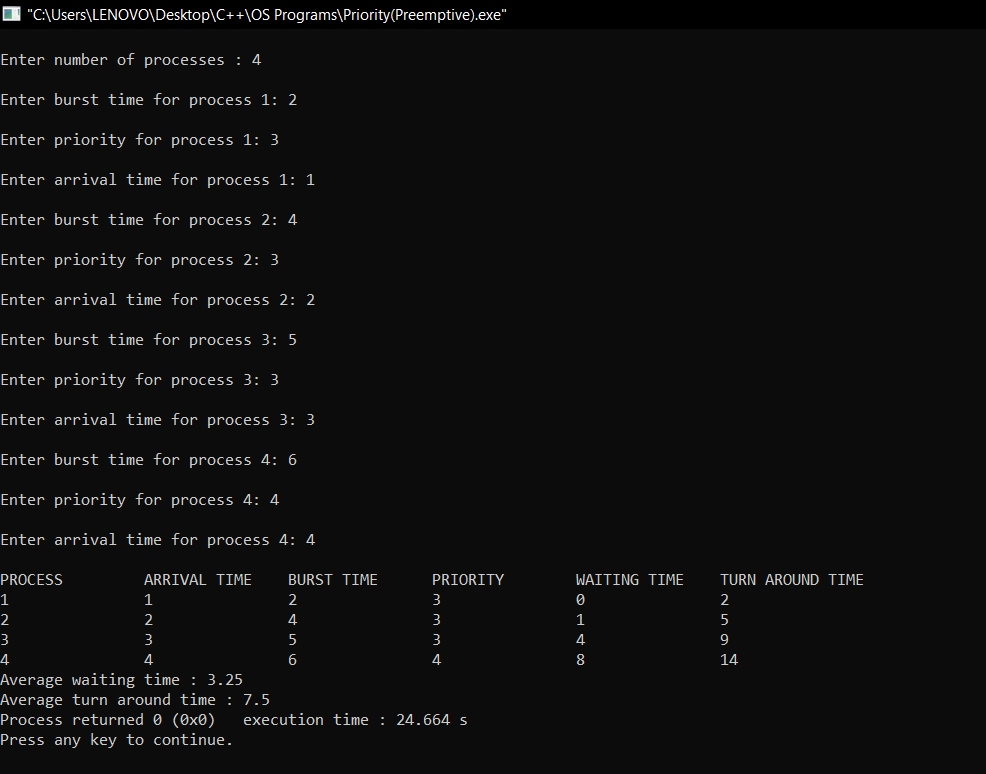 "C:\Users\LENOVO\Desktop\C++\OS Programs\Priority(Preemptive).exe"
Enter number of processes : 4
Enter burst time for process 1: 2
Enter priority for process 1: 3
Enter arrival time for process 1: 1
Enter burst time for process 2: 4
Enter priority for process 2: 3
Enter arrival time for process 2: 2
Enter burst time for process 3: 5
Enter priority for process 3: 3
Enter arrival time for process 3: 3
Enter burst time for process 4: 6
Enter priority for process 4: 4
Enter arrival time for process 4: 4
PROCESS ARRIVAL TIME BURST TIME PRIORITY WAITING TIME TURN AROUND TIME
1 1 2 3 0 2
2 2 4 3 1 5
3 3 5 3 4 9
4 4 6 4 8 14
Average waiting time : 3.25
Average turn around time : 7.5
Process returned 0 (0x0) execution time : 24.664 s
Press any key to continue.